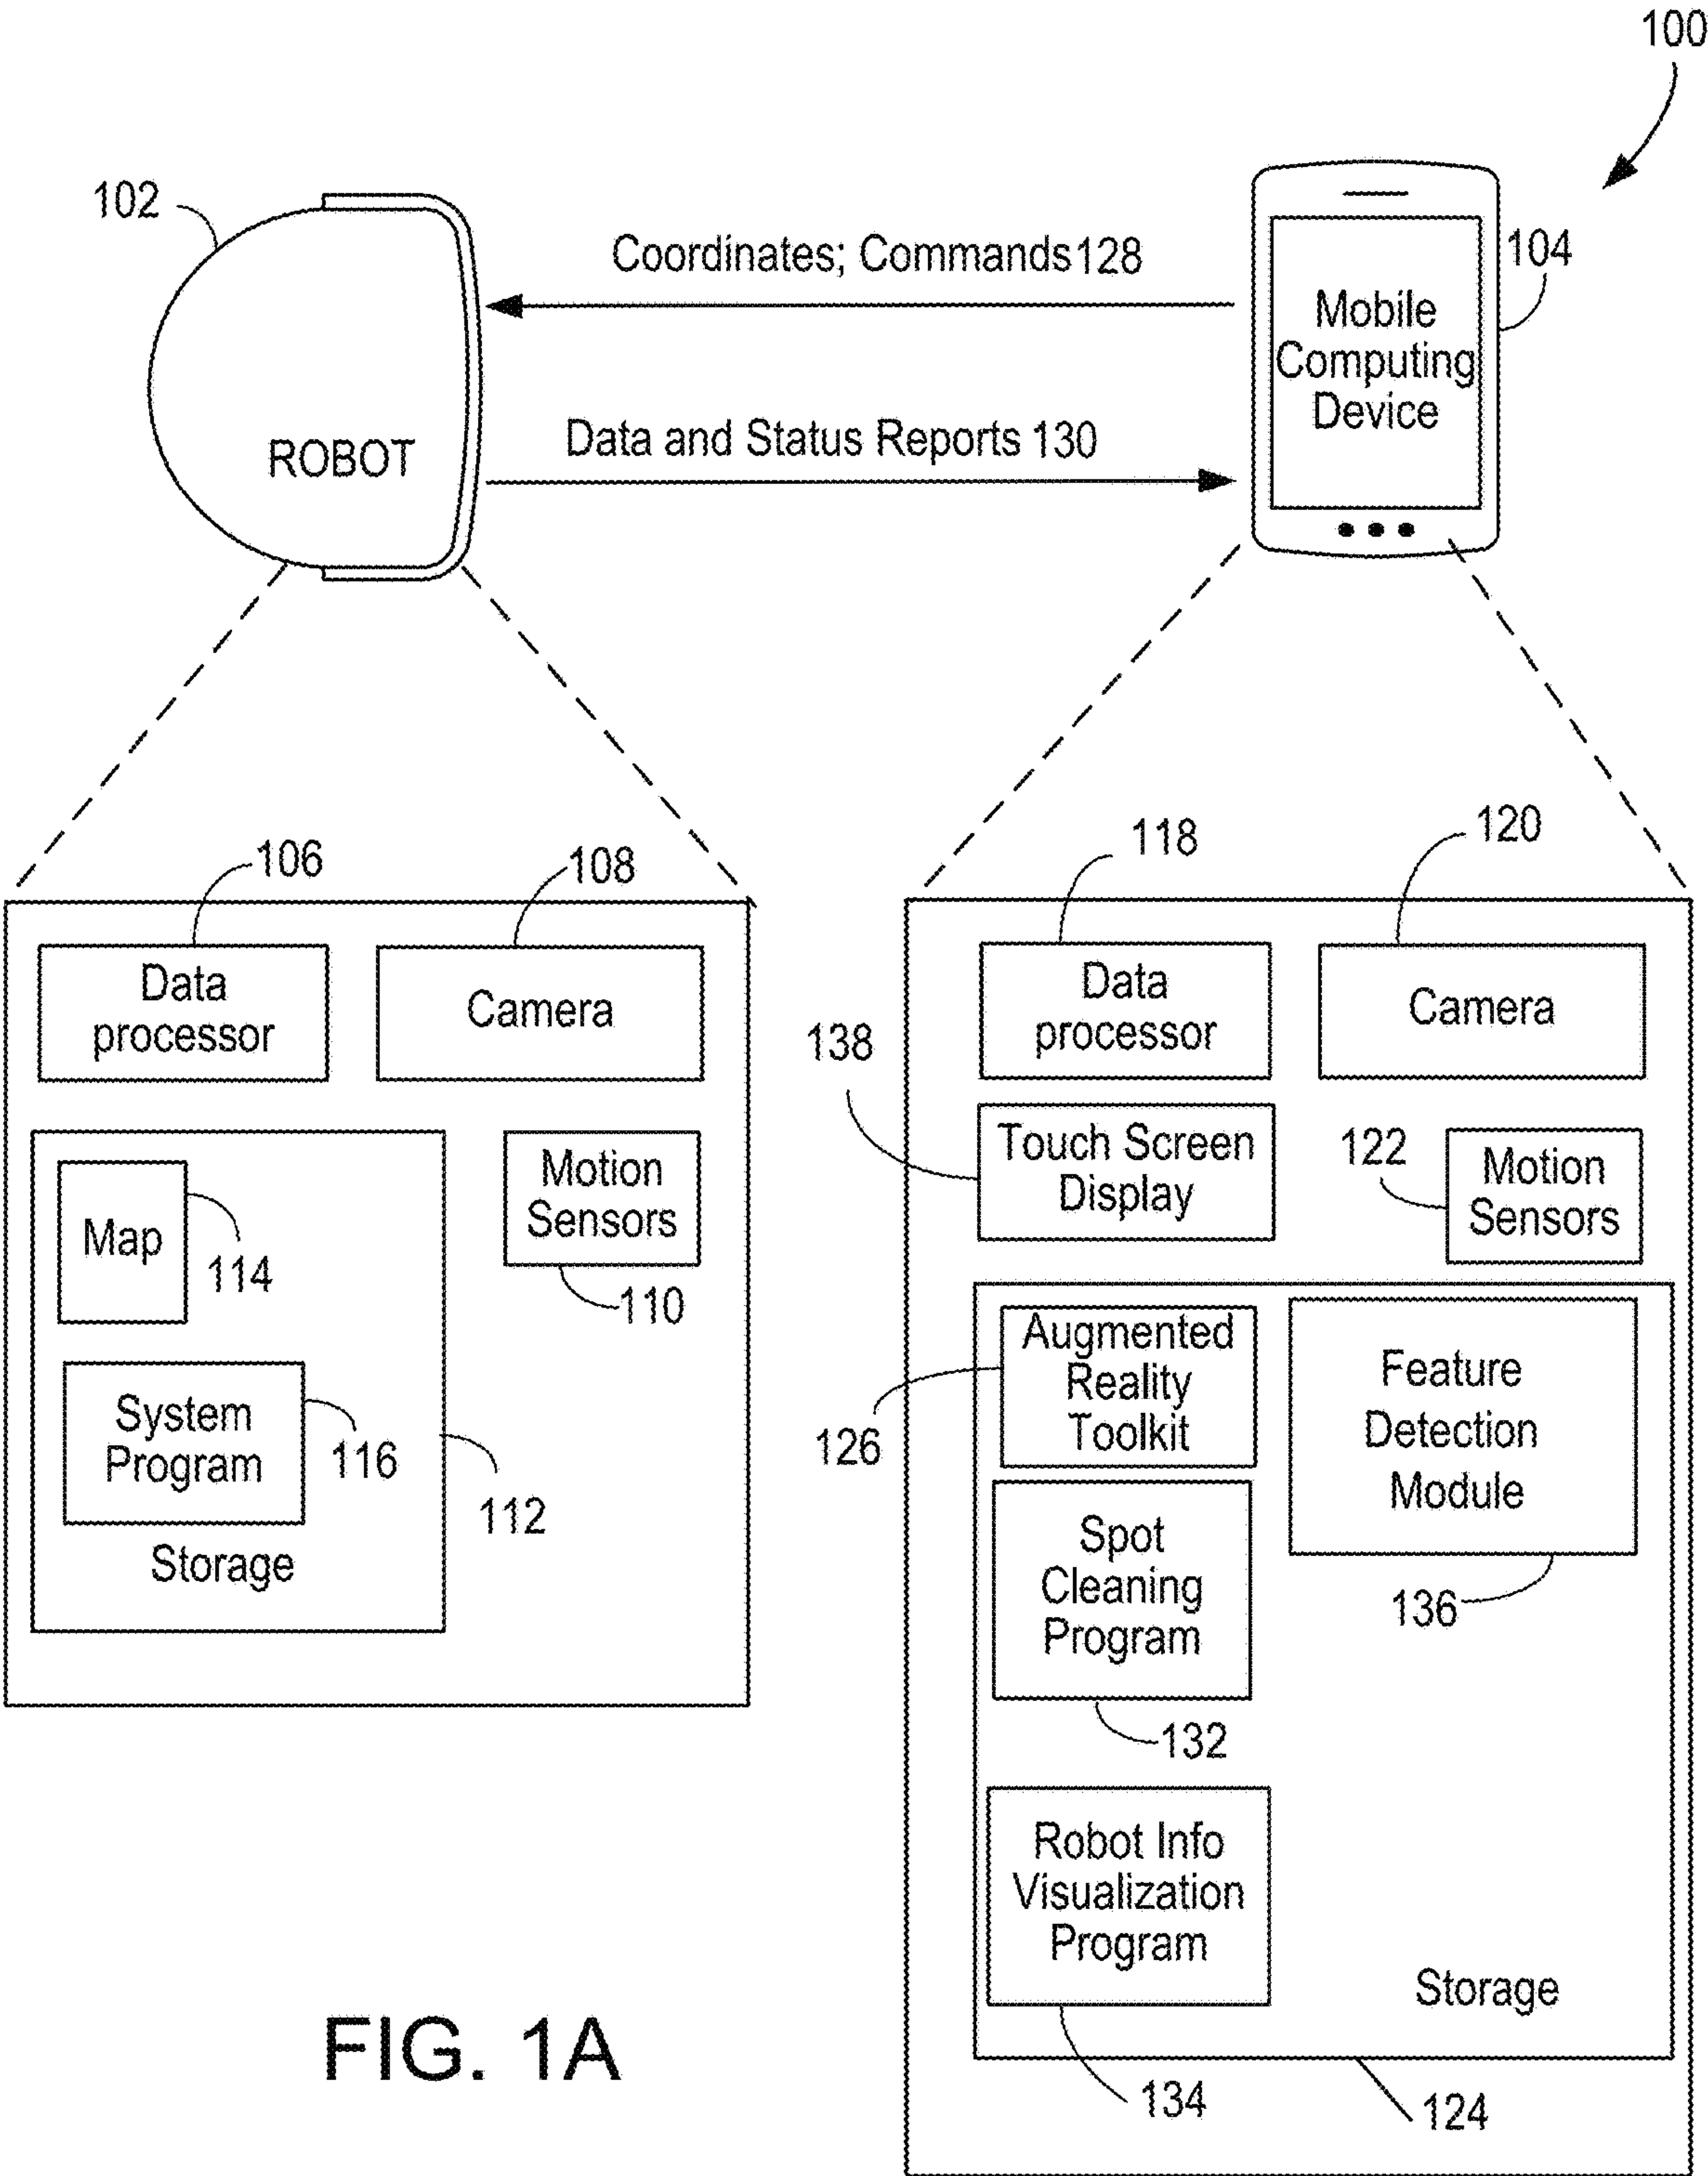 100
102
Coordinates; Commands128
104
Mobile
Computing
Device
ROBOT
Data and Status Reports 130
106
108
118
120
Data
processor
Camera
Data
processor
Camera
138
Touch Screen
Display
122
Motion
Sensors
Map
114
Motion
Sensors
110
System
Program
116
112
Storage
Augmented
Reality
Toolkit
126
Feature
Detection
Module
136
Spot
Cleaning
Program
132
Robot Info
Visualization
Program
Storage
134
124
FIG. 1A